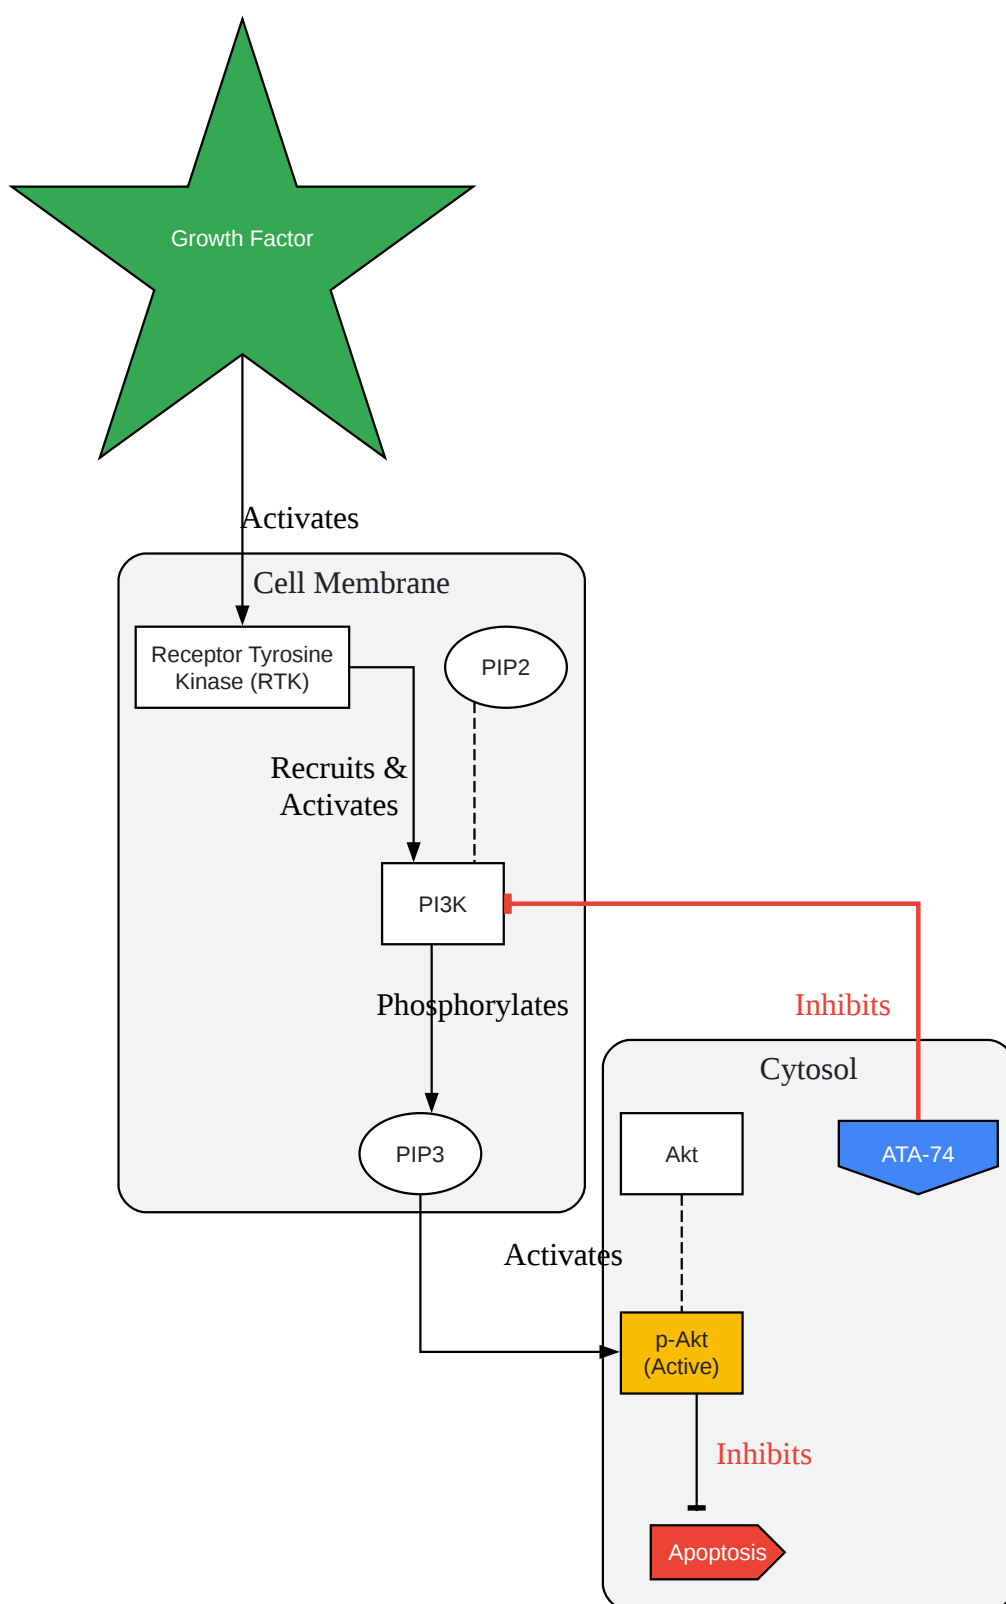 Growth Factor
Activates
Cell Membrane
Receptor Tyrosine
Kinase (RTK)
PIP2
Recruits &
Activates
PI3K
Phosphorylates
Inhibits
Cytosol
PIP3
Akt
ATA-74
Activates
p-Akt
(Active)
Inhibits
Apoptosis